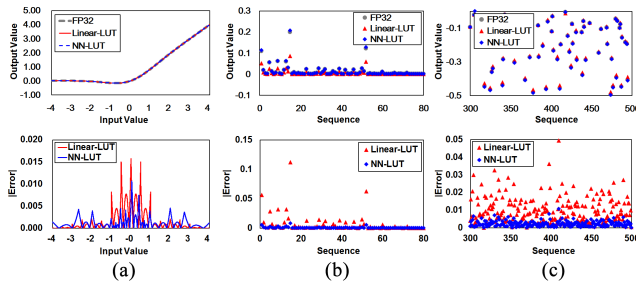 5.00
4.00
3.00
2.00
1.00
0.00
-1.00
Output Value
FP32
Linear-LUT
NN-LUT
-4 -3 -2 -1 0 1 2 3 4
Input Value
0.3
0.2
0.1
0
Output Value
FP32
Linear-LUT
NN-LUT
0 20 40 60 80
Sequence
-0.1
-0.3
-0.5
Output Value
FP32
Linear-LUT
NN-LUT
300 350 400 450 500
Sequence
0.020
0.015
0.010
0.005
0.000
|Error|
Linear-LUT
NN-LUT
-4 -3 -2 -1 0 1 2 3 4
Input Value
0.15
0.1
0.05
0
|Error|
Linear-LUT
NN-LUT
0 20 40 60 80
Sequence
0.05
0.04
0.03
0.02
0.01
0
|Error|
Linear-LUT
NN-LUT
300 350 400 450 500
Sequence
(a) (b) (c)